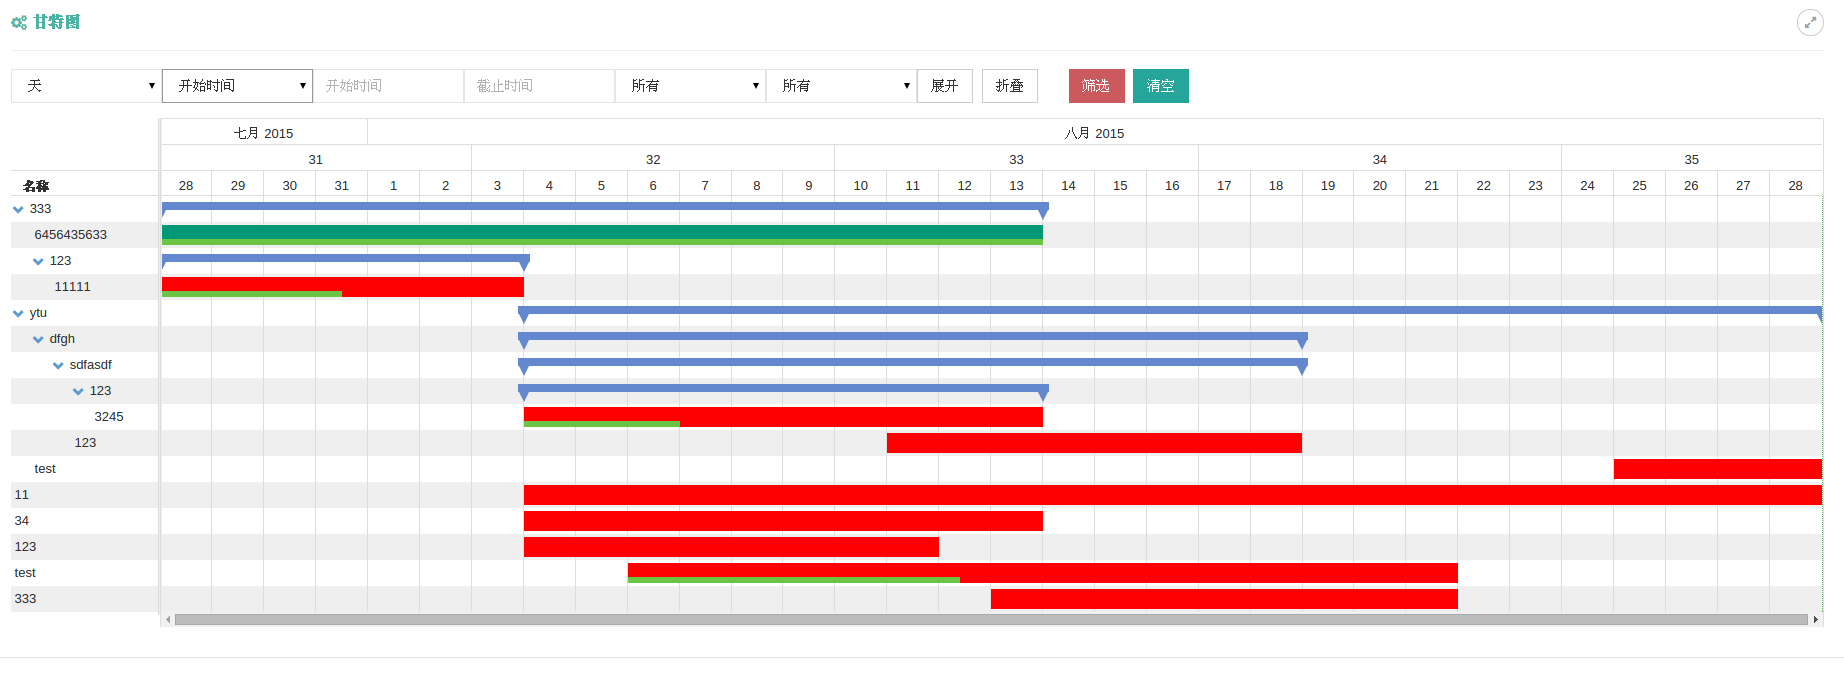 甘特图
天 开始时间 开始时间 截止时间 所有 所有 展开 折叠 筛选 清空
七月 2015 八月 2015
31 32 33 34 35
名称 28 29 30 31 1 2 3 4 5 6 7 8 9 10 11 12 13 14 15 16 17 18 19 20 21 22 23 24 25 26 27 28
333
6456435633
123
11111
ytu
dfgh
sdfasdf
123
3245
123
test
11
34
123
test
333